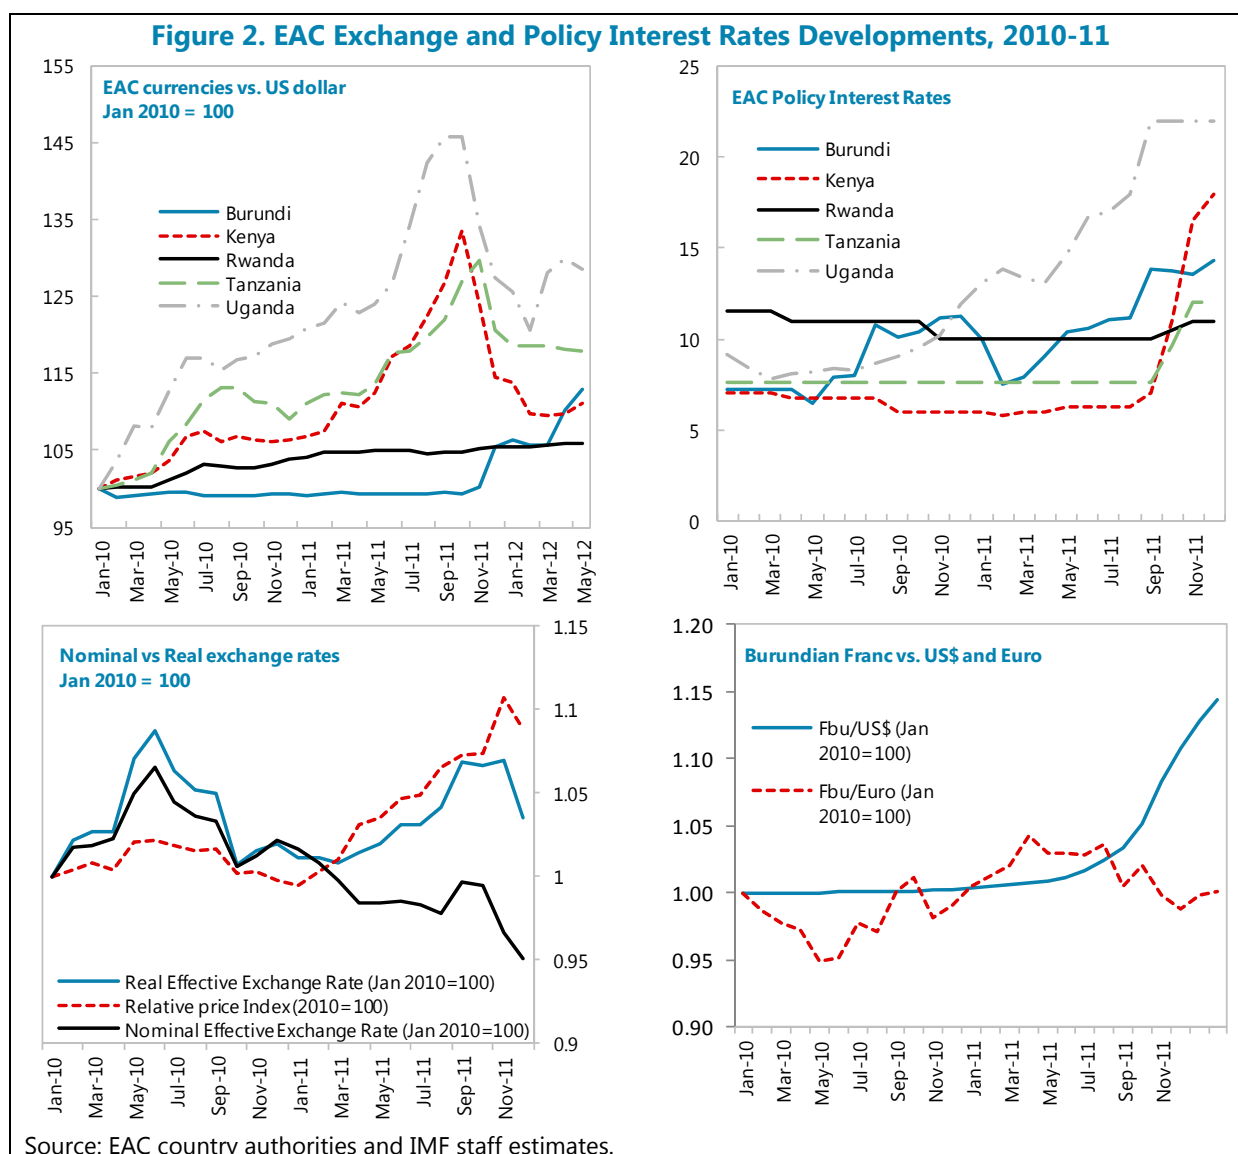 Figure 2. EAC Exchange and Policy Interest Rates Developments, 2010-11
EAC currencies vs. US dollar
Jan 2010 = 100
155
145
135
125
115
105
95
Burundi
Kenya
Rwanda
Tanzania
Uganda
Jan-10
Mar-10
May-10
Jul-10
Sep-10
Nov-10
Jan-11
Mar-11
May-11
Jul-11
Sep-11
Nov-11
Jan-12
Mar-12
May-12
EAC Policy Interest Rates
25
20
15
10
5
0
Burundi
Kenya
Rwanda
Tanzania
Uganda
Jan-10
Mar-10
May-10
Jul-10
Sep-10
Nov-10
Jan-11
Mar-11
May-11
Jul-11
Sep-11
Nov-11
Nominal vs Real exchange rates
Jan 2010 = 100
1.15
1.1
1.05
1
0.95
0.9
Real Effective Exchange Rate (Jan 2010=100)
Relative price Index (2010=100)
Nominal Effective Exchange Rate (Jan 2010=100)
Jan-10
Mar-10
May-10
Jul-10
Sep-10
Nov-10
Jan-11
Mar-11
May-11
Jul-11
Sep-11
Nov-11
Burundian Franc vs. US$ and Euro
1.20
1.15
1.10
1.05
1.00
0.95
0.90
Fbu/US$ (Jan
2010=100)
Fbu/Euro (Jan
2010=100)
Jan-10
Mar-10
May-10
Jul-10
Sep-10
Nov-10
Jan-11
Mar-11
May-11
Jul-11
Sep-11
Nov-11
Source: EAC country authorities and IMF staff estimates.